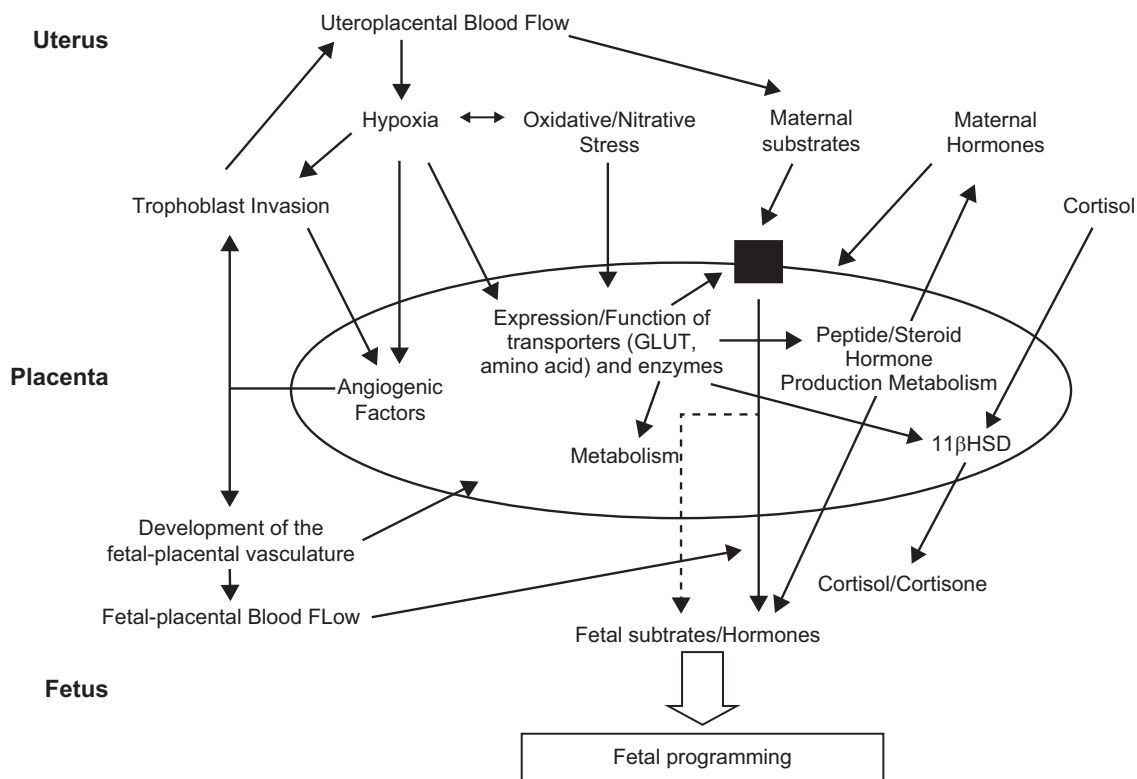 Uteroplacental Blood Flow
Uterus
Hypoxia
Oxidative/Nitrative
Stress
Maternal
substrates
Maternal
Hormones
Trophoblast Invasion
Cortisol
Expression/Function of
transporters (GLUT,
amino acid) and enzymes
Peptide/Steroid
Hormone
Production Metabolism
Placenta
Angiogenic
Factors
Metabolism
11βHSD
Development of the
fetal-placental vasculature
Cortisol/Cortisone
Fetal-placental Blood FLow
Fetal subtrates/Hormones
Fetus
Fetal programming